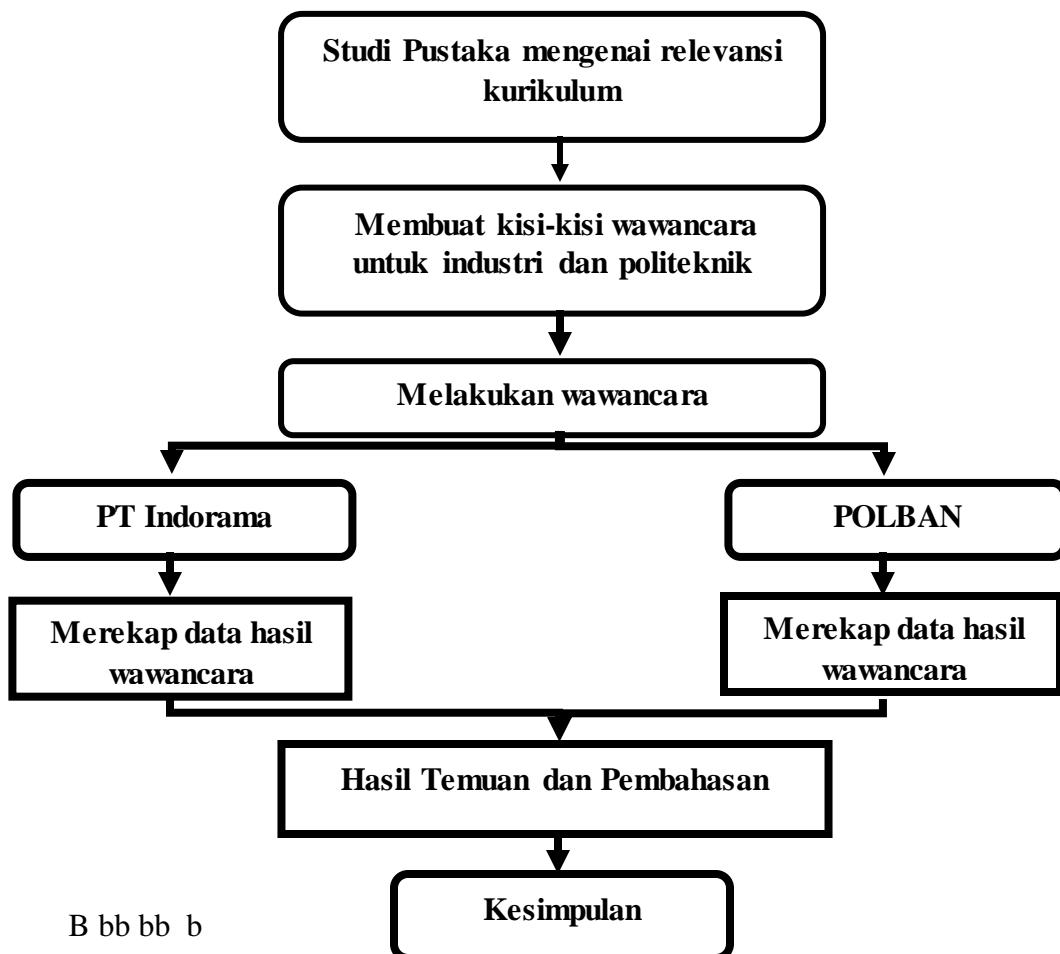 Studi Pustaka mengenai relevansi
kurikulum
Membuat kisi-kisi wawancara
untuk industri dan politeknik
Melakukan wawancara
PT Indorama
POLBAN
Merekap data hasil
wawancara
Merekap data hasil
wawancara
Hasil Temuan dan Pembahasan
Kesimpulan
B bb bb b